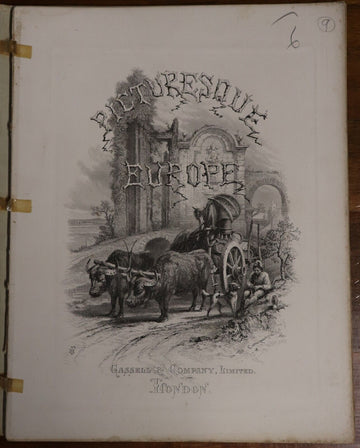 6
9
PICTURESQUE
EUROPE
CASSELL & COMPANY, LIMITED.
LONDON.